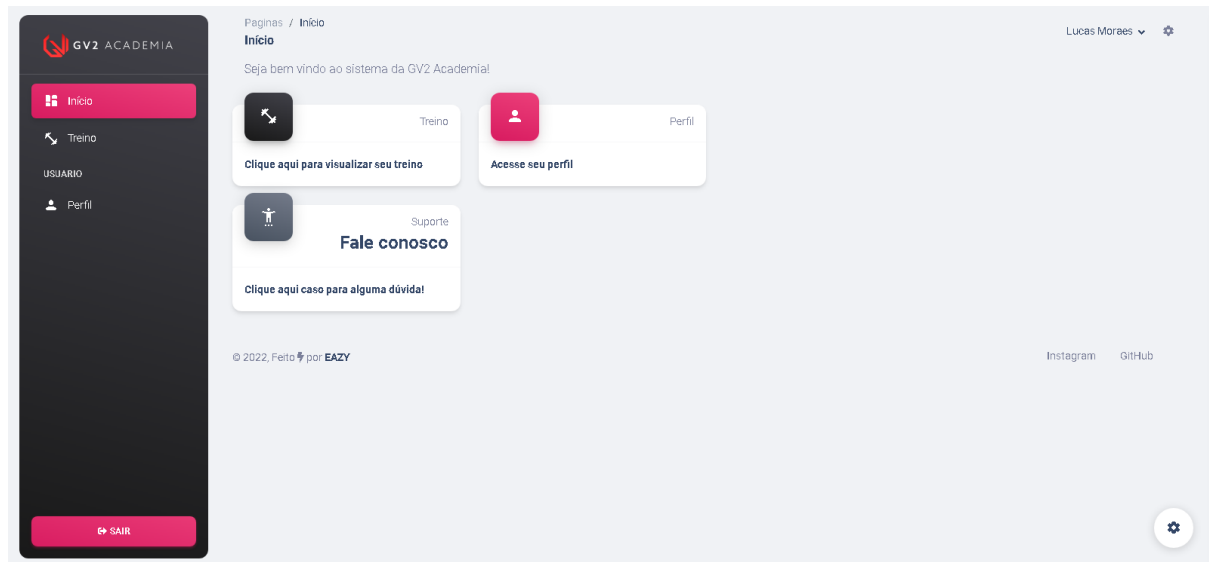 GV2 ACADEMIA
Início
Treino
USUARIO
Perfil
SAIR
Paginas / Início
Início
Lucas Moraes
Seja bem vindo ao sistema da GV2 Academia!
Treino
Clique aqui para visualizar seu treino
Perfil
Acesse seu perfil
Suporte
Fale conosco
Clique aqui caso para alguma dúvida!
© 2022, Feito por EAZY
Instagram GitHub